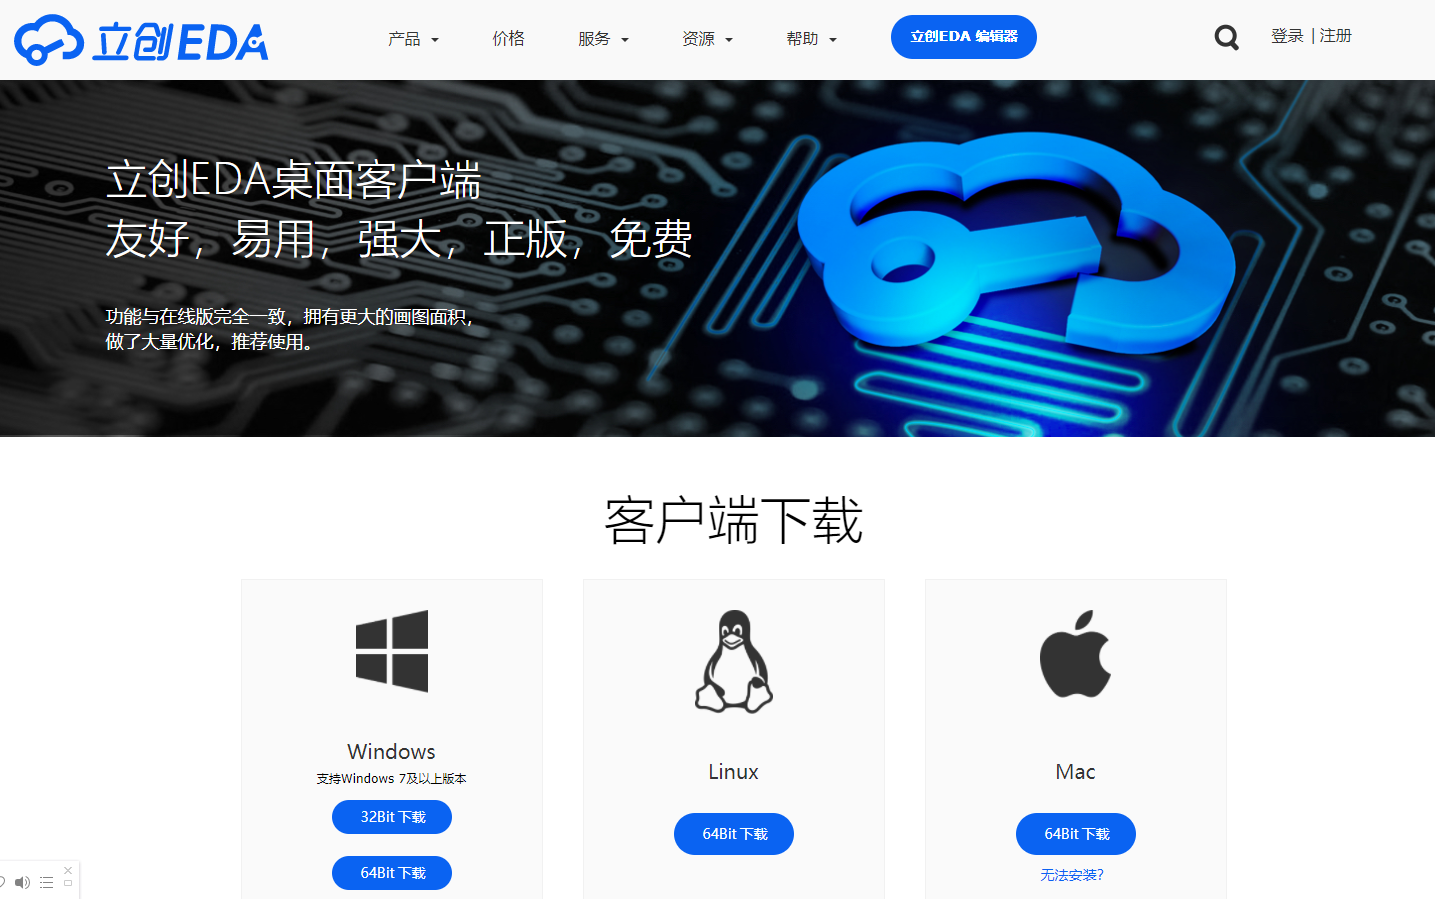 立创EDA
产品
价格
服务
资源
帮助
立创EDA 编辑器
登录 | 注册
立创EDA桌面客户端
友好，易用，强大，正版，免费
功能与在线版完全一致，拥有更大的画图面积，
做了大量优化，推荐使用。
客户端下载
Windows
支持Windows 7及以上版本
32Bit 下载
64Bit 下载
Linux
64Bit 下载
Mac
64Bit 下载
无法安装?